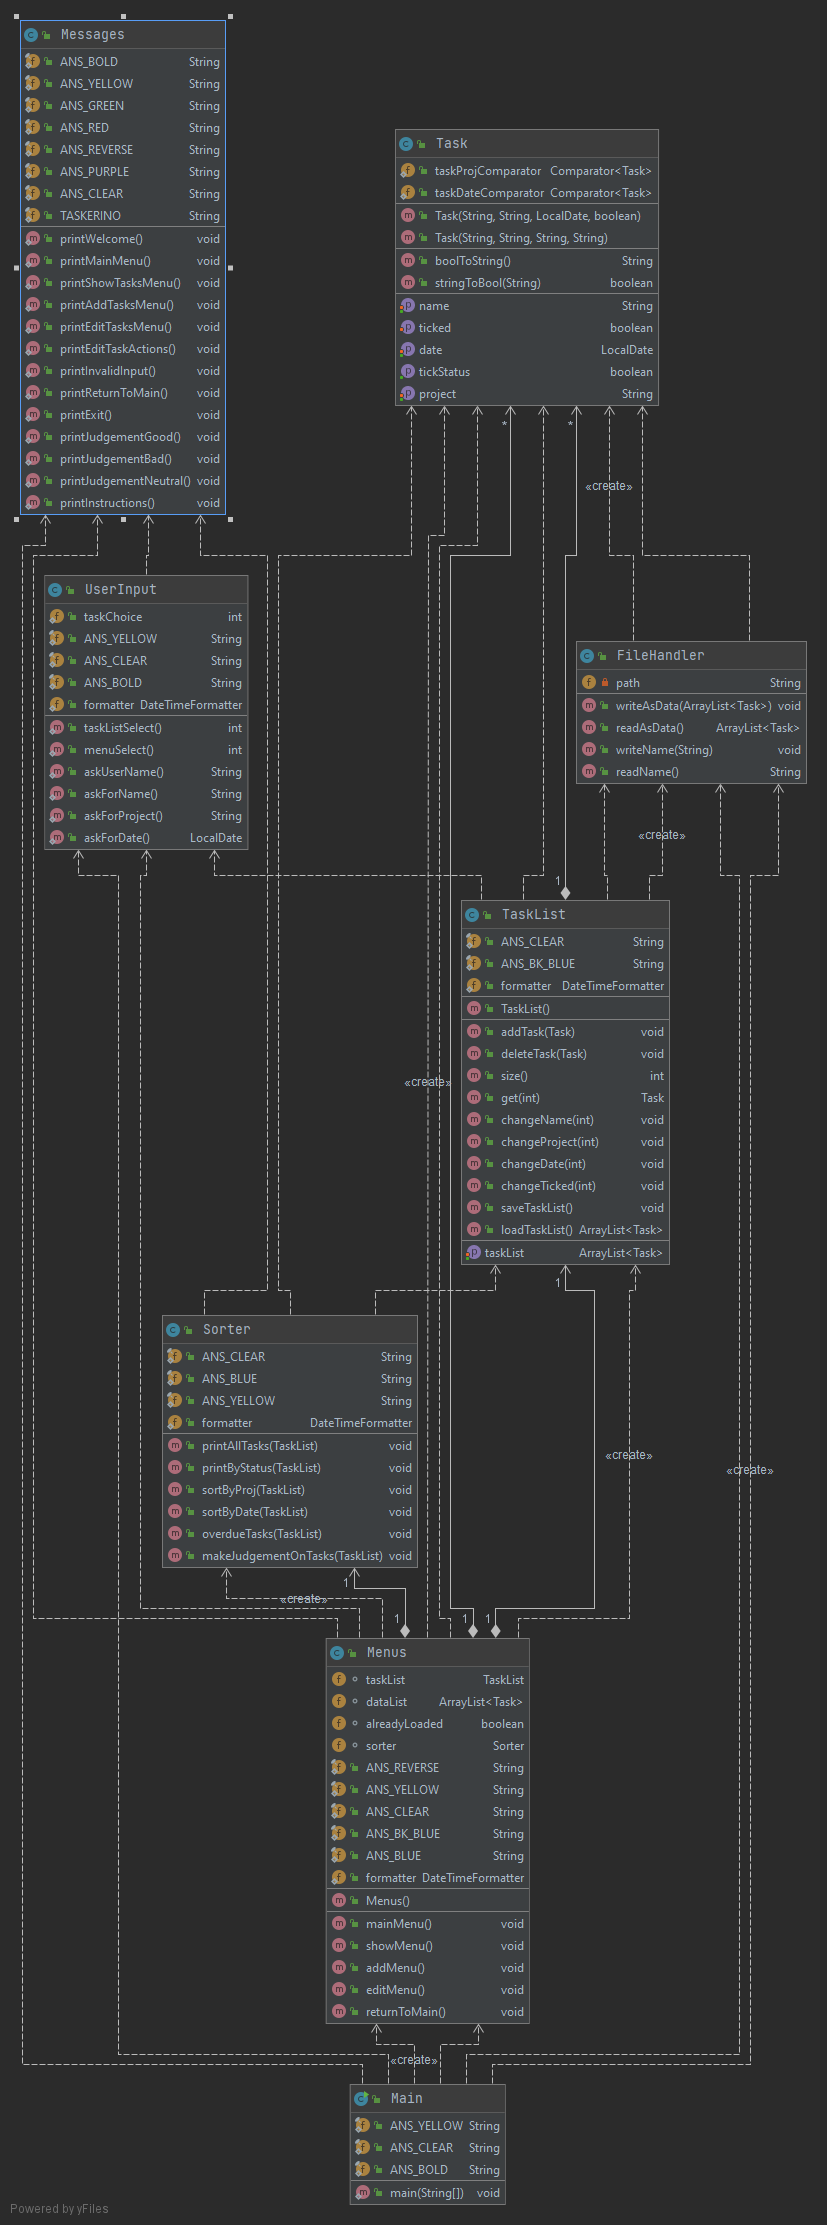 Messages
ANS_BOLD String
ANS_YELLOW String
ANS_GREEN String
ANS_RED String
ANS_REVERSE String
ANS_PURPLE String
ANS_CLEAR String
TASKERINO String
printWelcome() void
printMainMenu() void
printShowTasksMenu() void
printAddTasksMenu() void
printEditTasksMenu() void
printEditTaskActions() void
printInvalidInput() void
printReturnToMain() void
printExit() void
printJudgementGood() void
printJudgementBad() void
printJudgementNeutral() void
printInstructions() void
Task
taskProjComparator Comparator<Task>
taskDateComparator Comparator<Task>
Task(String, String, LocalDate, boolean)
Task(String, String, String, String)
boolToString() String
stringToBool(String) boolean
name String
ticked boolean
date LocalDate
tickStatus boolean
project String
*
*
«create»
UserInput
taskChoice int
ANS_YELLOW String
ANS_CLEAR String
ANS_BOLD String
formatter DateTimeFormatter
taskListSelect() int
menuSelect() int
askUserName() String
askForName() String
askForProject() String
askForDate() LocalDate
FileHandler
path String
writeAsData(ArrayList<Task>) void
readAsData() ArrayList<Task>
writeName(String) void
readName() String
«create»
1
TaskList
ANS_CLEAR String
ANS_BK_BLUE String
formatter DateTimeFormatter
TaskList()
addTask(Task) void
deleteTask(Task) void
size() int
get(int) Task
changeName(int) void
changeProject(int) void
changeDate(int) void
changeTicked(int) void
saveTaskList() void
loadTaskList() ArrayList<Task>
taskList ArrayList<Task>
«create»
1
Sorter
ANS_CLEAR String
ANS_BLUE String
ANS_YELLOW String
formatter DateTimeFormatter
printAllTasks(TaskList) void
printByStatus(TaskList) void
sortByProj(TaskList) void
sortByDate(TaskList) void
overdueTasks(TaskList) void
makeJudgementOnTasks(TaskList) void
«create»
«create»
1
«create»
1
1
1
Menus
taskList TaskList
dataList ArrayList<Task>
alreadyLoaded boolean
sorter Sorter
ANS_REVERSE String
ANS_YELLOW String
ANS_CLEAR String
ANS_BK_BLUE String
ANS_BLUE String
formatter DateTimeFormatter
Menus()
mainMenu() void
showMenu() void
addMenu() void
editMenu() void
returnToMain() void
«create»
Main
ANS_YELLOW String
ANS_CLEAR String
ANS_BOLD String
main(String[]) void
Powered by yFiles